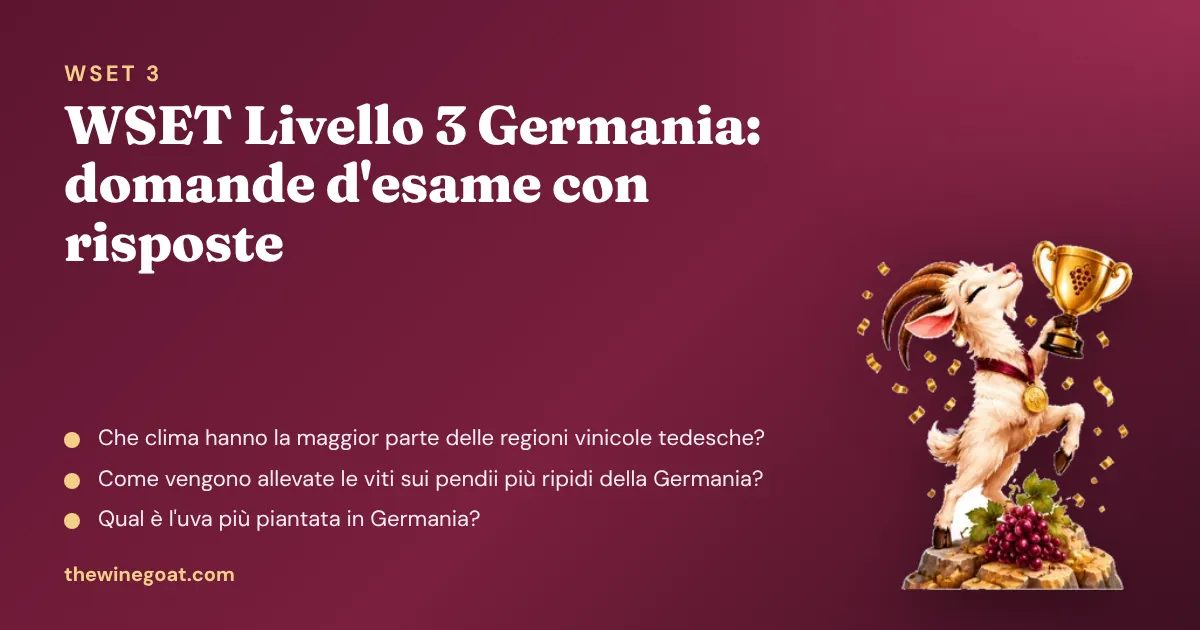 WSET 3
WSET Livello 3 Germania:
domande d'esame con
risposte
Che clima hanno la maggior parte delle regioni vinicole tedesche?
Come vengono allevate le viti sui pendii più ripidi della Germania?
Qual è l'uva più piantata in Germania?
thewinegoat.com